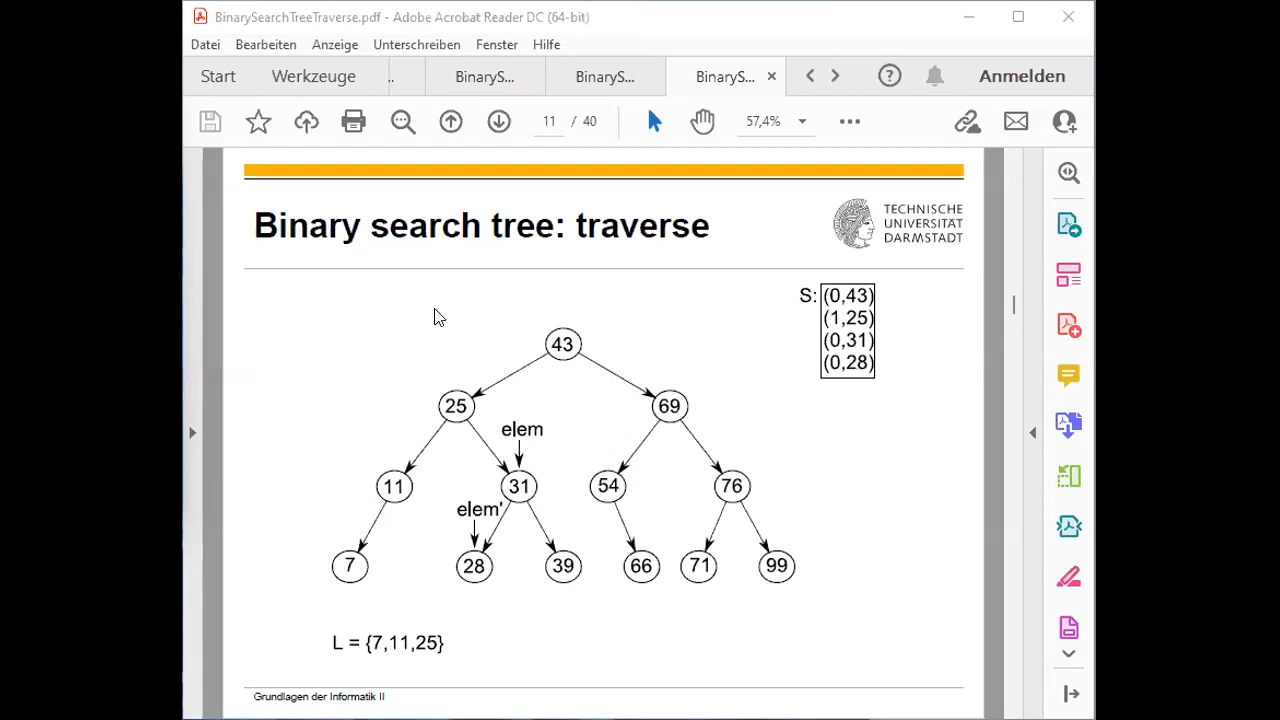 BinarySearchTreeTraverse.pdf - Adobe Acrobat Reader DC (64-bit)
Datei Bearbeiten Anzeige Unterschreiben Fenster Hilfe
Start Werkzeuge .. BinaryS... BinaryS... BinaryS... × Anmelden
11 / 40 57,4%
Binary search tree: traverse
TECHNISCHE
UNIVERSITÄT
DARMSTADT
S: (0,43)
(1,25)
(0,31)
(0,28)
43
25 69
elem
11 31 54 76
elem'
7 28 39 66 71 99
L = {7,11,25}
Grundlagen der Informatik II